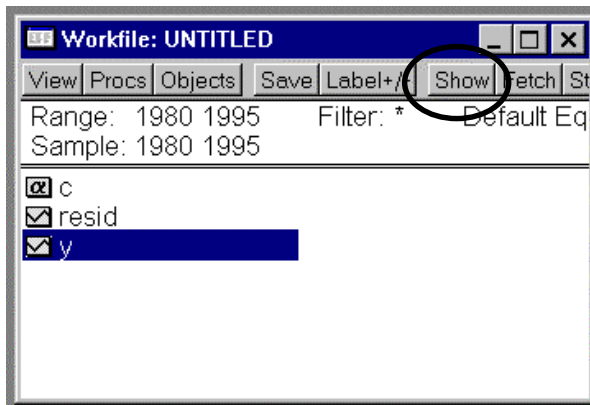 Workfile: UNTITLED
View Procs Objects Save Label+/- Show Fetch St
Range: 1980 1995 Filter: * Default Eq
Sample: 1980 1995
α c
resid
y